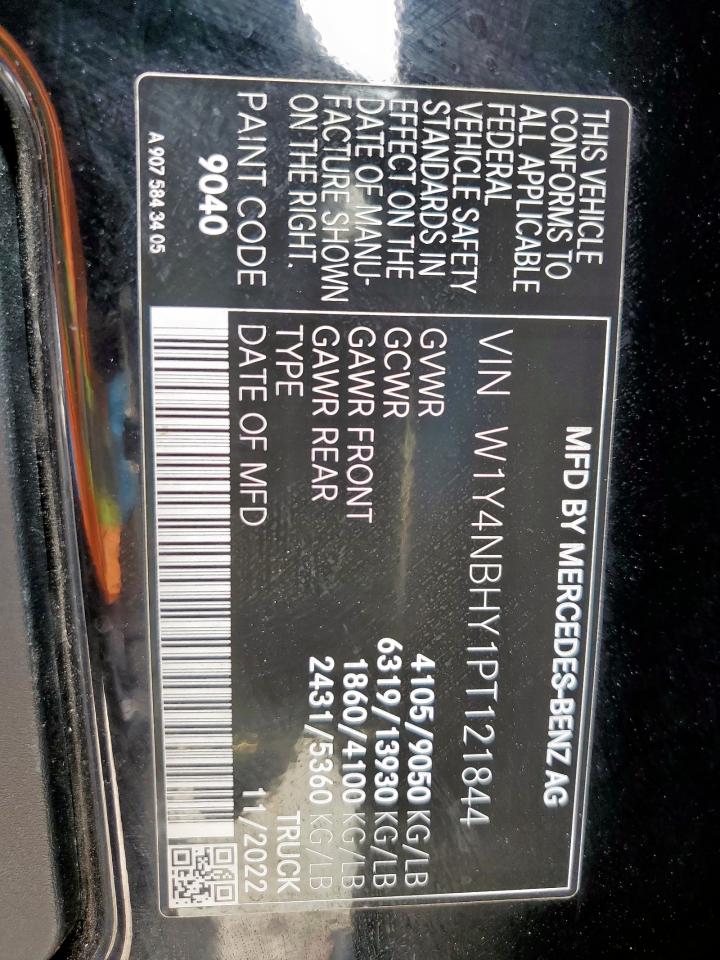 MFD BY MERCEDES-BENZ AG
THIS VEHICLE
CONFORMS TO
ALL APPLICABLE
FEDERAL
VEHICLE SAFETY
STANDARDS IN
EFFECT ON THE
DATE OF MANU-
FACTURE SHOWN
ON THE RIGHT.
PAINT CODE
9040
A 907 584 34 05
VIN W1Y4NBHY1PT121844
GVWR 4105/9050 KG/LB
GCWR 6319/13930 KG/LB
GAWR FRONT 1860/4100 KG/LB
GAWR REAR 2431/5360 KG/LB
TYPE TRUCK
DATE OF MFD 11/2022